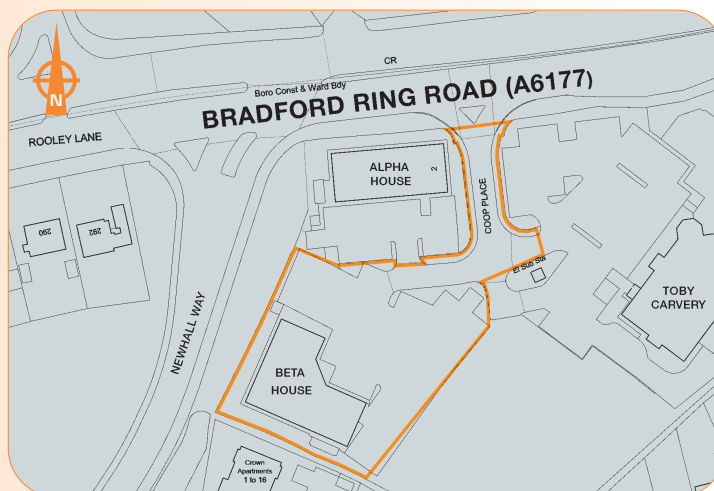 N
CR
Boro Const & Ward Bdy
BRADFORD RING ROAD (A6177)
ROOLEY LANE
ALPHA
HOUSE
2
COOP PLACE
290
292
El Sub Sta
TOBY
CARVERY
NEWHALL WAY
BETA
HOUSE
Crown
Apartments
1 to 16